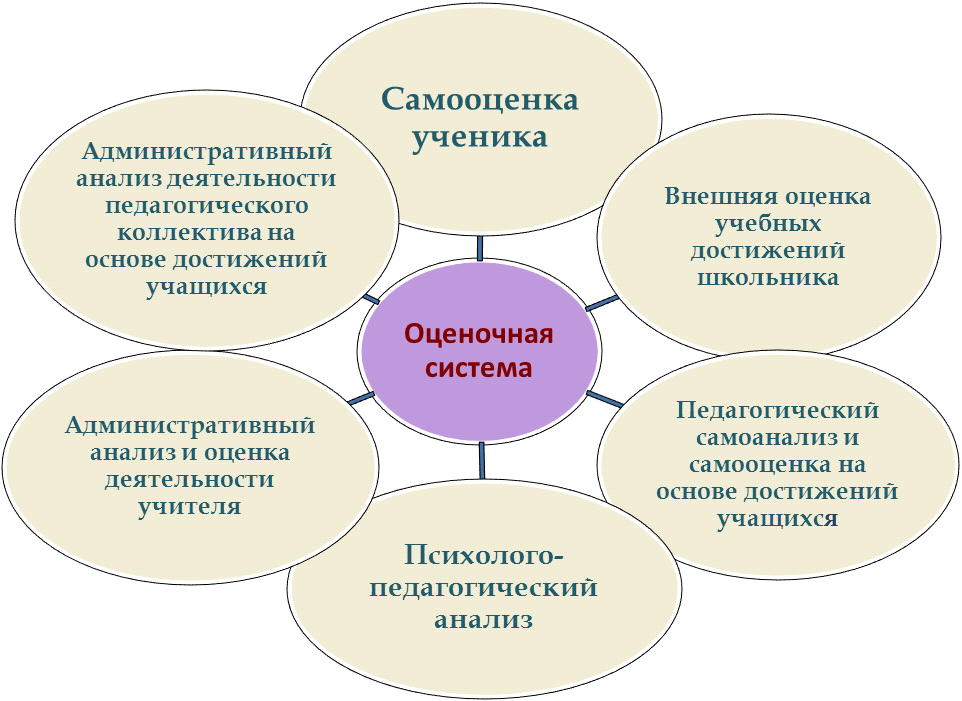 Самооценка
ученика
Административный
анализ деятельности
педагогического
коллектива на
основе достижений
учащихся
Внешняя оценка
учебных
достижений
школьника
Оценочная
система
Административный
анализ и оценка
деятельности
учителя
Педагогический
самоанализ и
самооценка на
основе достижений
учащихся
Психолого-
педагогический
анализ